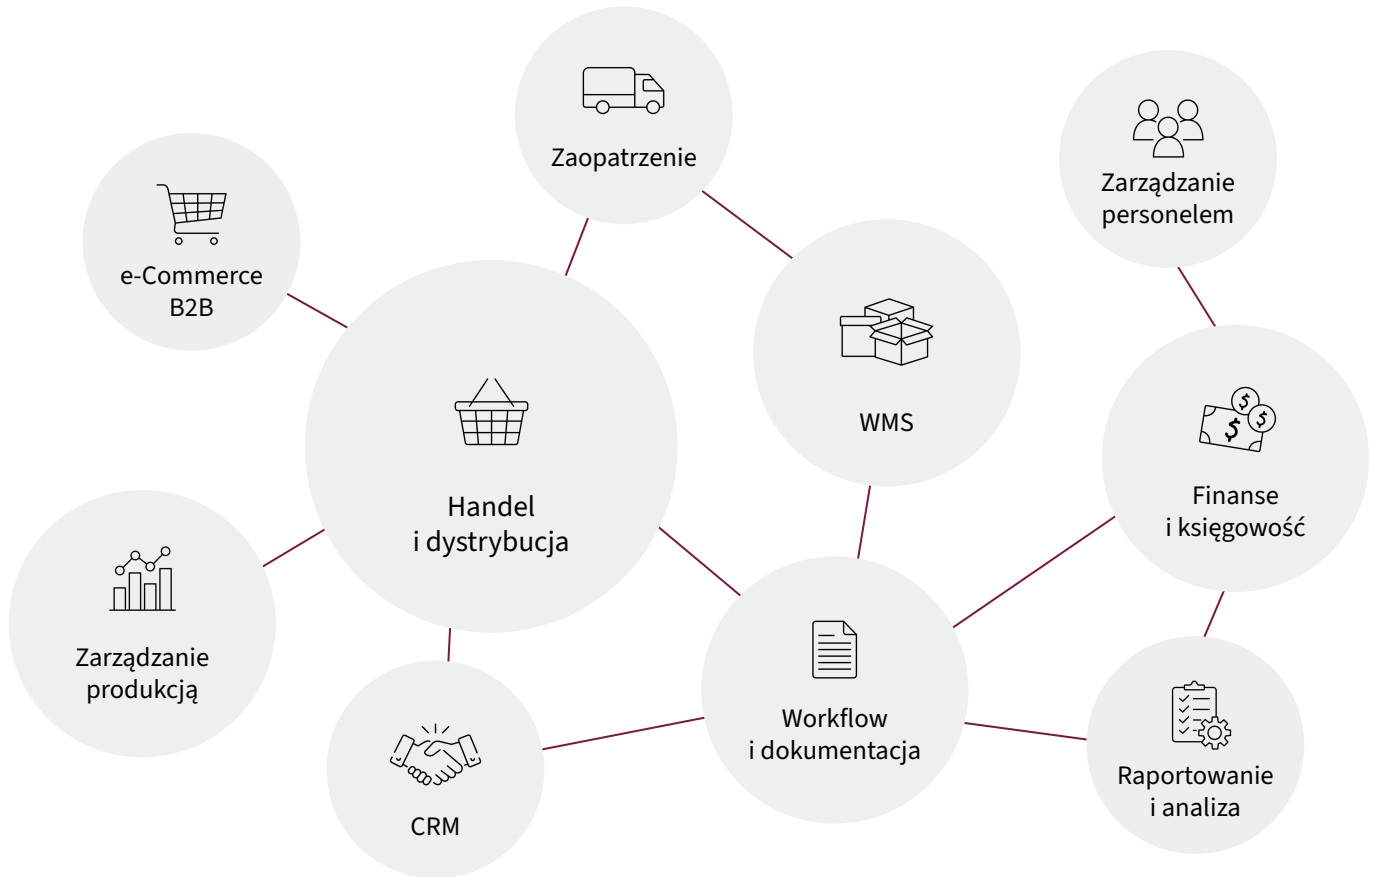 Zaopatrzenie
Zarządzanie
personelem
e-Commerce
B2B
WMS
Handel
i dystrybucja
Finanse
i księgowość
Zarządzanie
produkcją
Workflow
i dokumentacja
Raportowanie
i analiza
CRM